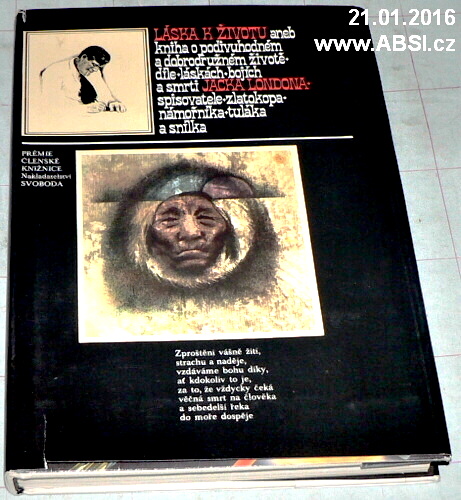 21.01.2016
www.ABSI.cz
LÁSKA K ŽIVOTU aneb
kniha o podivuhodném
a dobrodružném životě-
díle-láskách-bojích
a smrti JACKA LONDONA-
spisovatele-zlatokopa-
námořníka-tuláka
a snílka
PRÉMIE
ČLENSKÉ
KNIŽNICE
Nakladatelství
SVOBODA
Zproštěni vášně žití,
strachu a naděje,
vzdáváme bohu díky,
ať kdokoliv to je,
za to, že vždycky čeká
věčná smrt na člověka
a sebedelší řeka
do moře dospěje